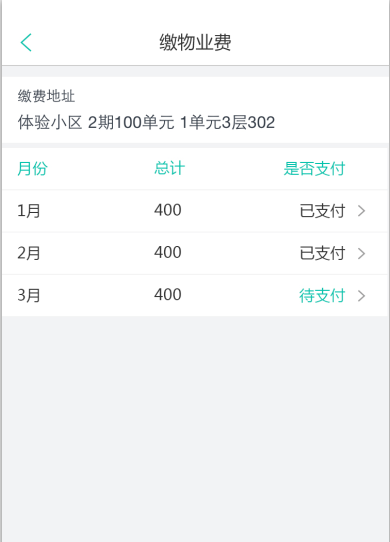 缴物业费
缴费地址
体验小区 2期100单元 1单元3层302
月份 总计 是否支付
1月 400 已支付
2月 400 已支付
3月 400 待支付